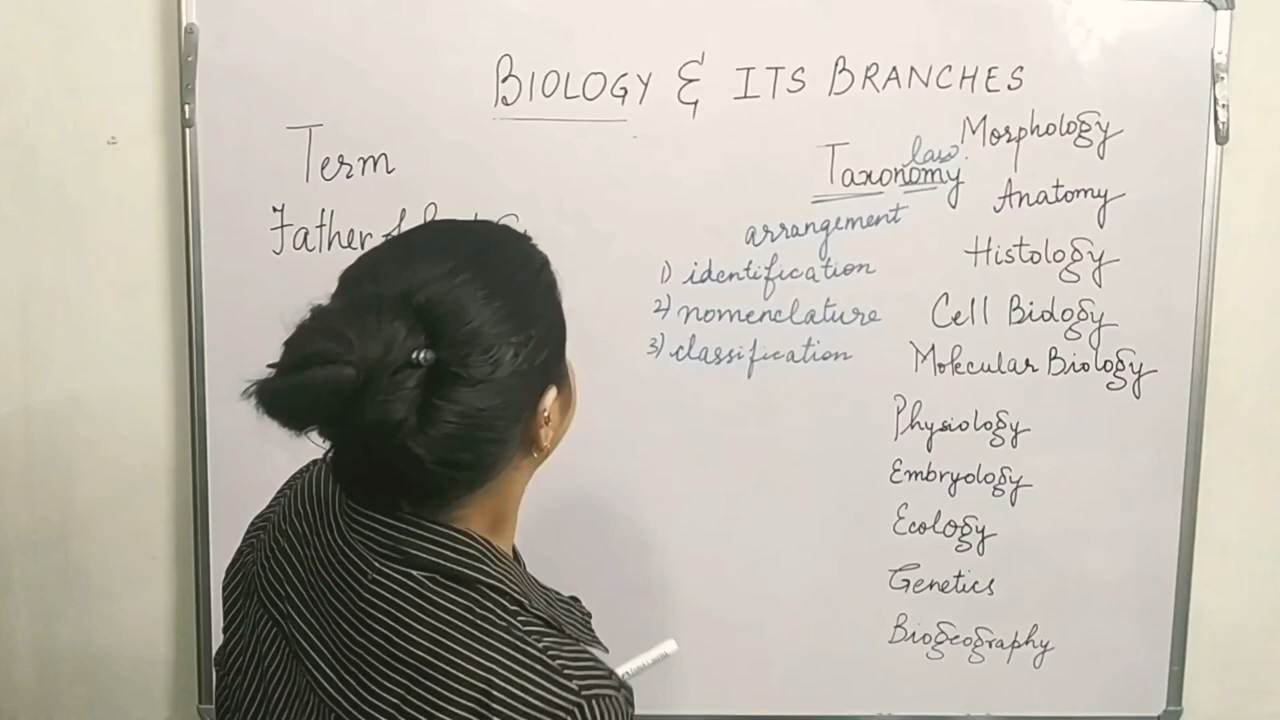 BIOLOGY & ITS BRANCHES
Term
Father
Taxonomy
law
arrangement
1) identification
2) nomenclature
3) classification
Morphology
Anatomy
Histology
Cell Biology
Molecular Biology
Physiology
Embryology
Ecology
Genetics
Biogeography